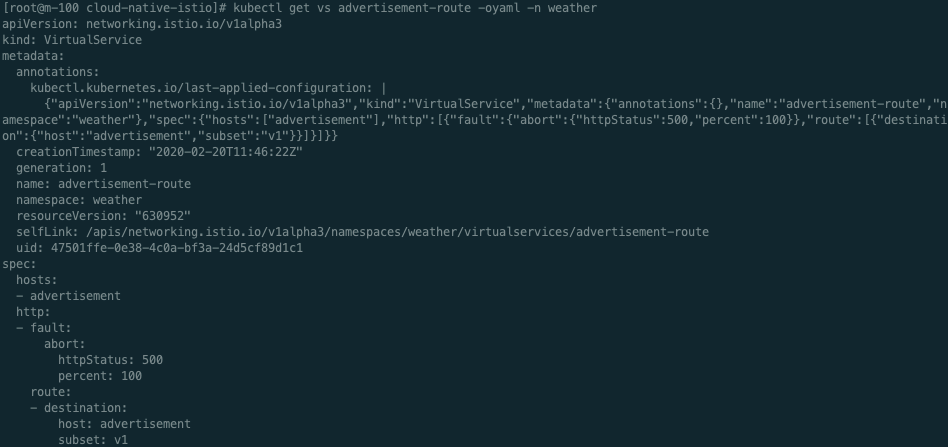 [root@m-100 cloud-native-istio]# kubectl get vs advertisement-route -oyaml -n weather
apiVersion: networking.istio.io/v1alpha3
kind: VirtualService
metadata:
  annotations:
    kubectl.kubernetes.io/last-applied-configuration: |
      {"apiVersion":"networking.istio.io/v1alpha3","kind":"VirtualService","metadata":{"annotations":{},"name":"advertisement-route","n
amespace":"weather"},"spec":{"hosts":["advertisement"],"http":[{"fault":{"abort":{"httpStatus":500,"percent":100}},"route":[{"destinati
on":{"host":"advertisement","subset":"v1"}}]}]}}
  creationTimestamp: "2020-02-20T11:46:22Z"
  generation: 1
  name: advertisement-route
  namespace: weather
  resourceVersion: "630952"
  selfLink: /apis/networking.istio.io/v1alpha3/namespaces/weather/virtualservices/advertisement-route
  uid: 47501ffe-0e38-4c0a-bf3a-24d5cf89d1c1
spec:
  hosts:
  - advertisement
  http:
  - fault:
      abort:
        httpStatus: 500
        percent: 100
    route:
    - destination:
        host: advertisement
        subset: v1